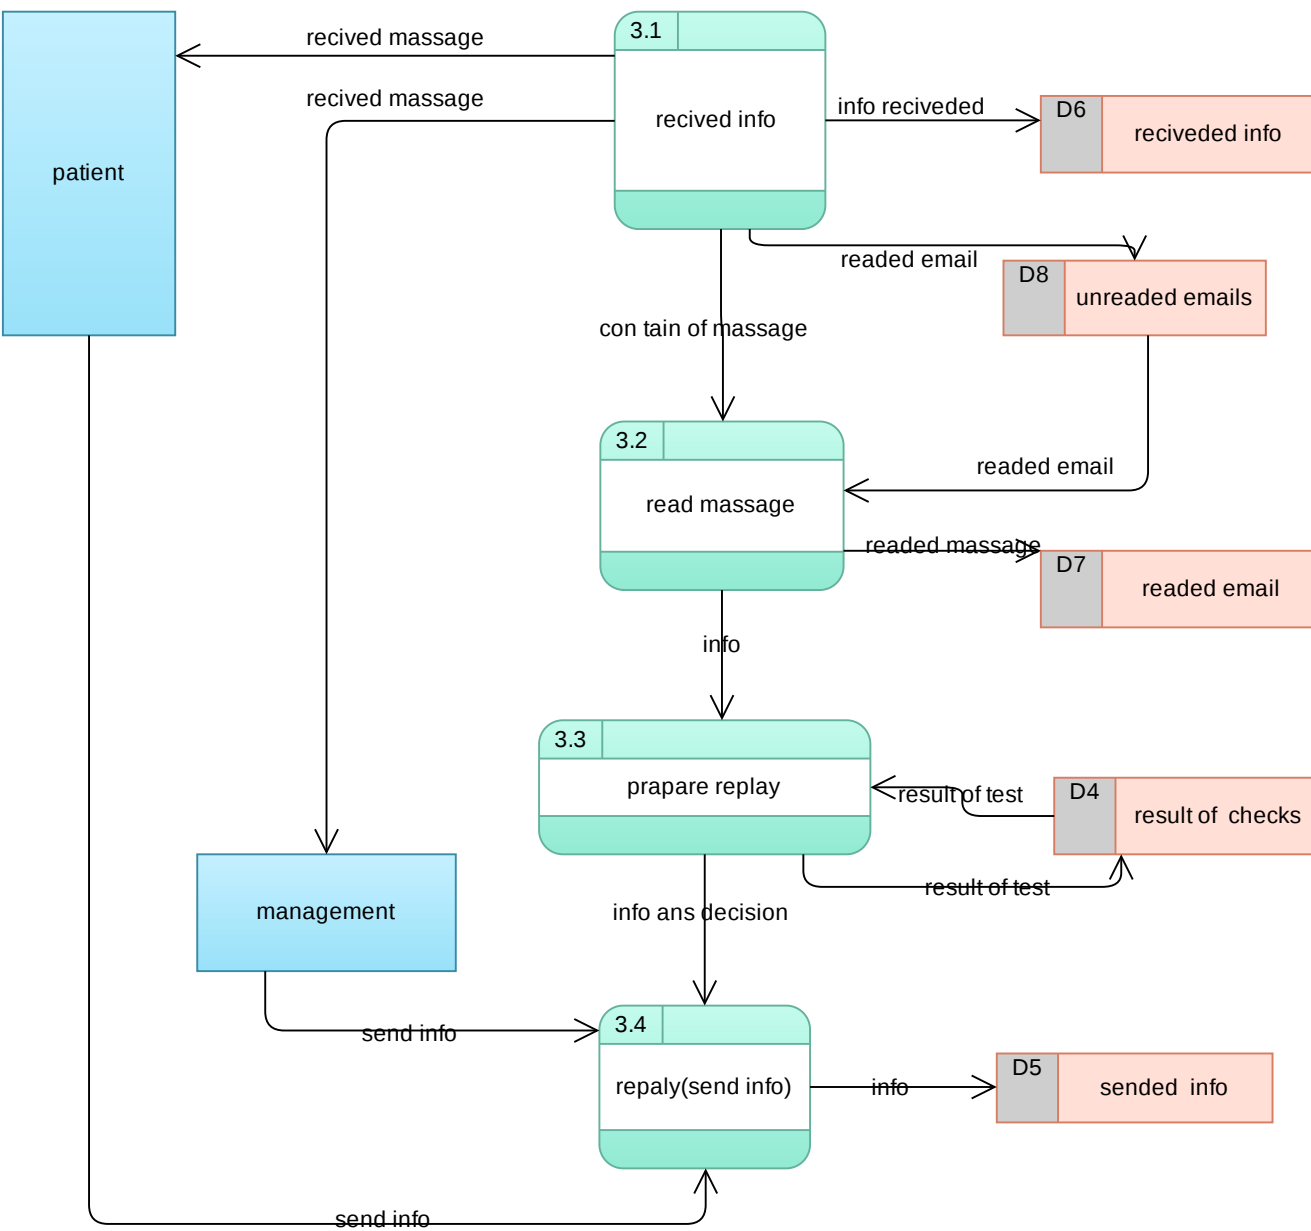 3.1
recived massage
recived massage
recived info
info reciveded
D6
reciveded info
patient
readed email
D8
unreaded emails
con tain of massage
3.2
readed email
read massage
readed massage
D7
readed email
info
3.3
prapare replay
result of test
D4
result of  checks
result of test
info ans decision
management
3.4
send info
repaly(send info)
info
D5
sended  info
send info